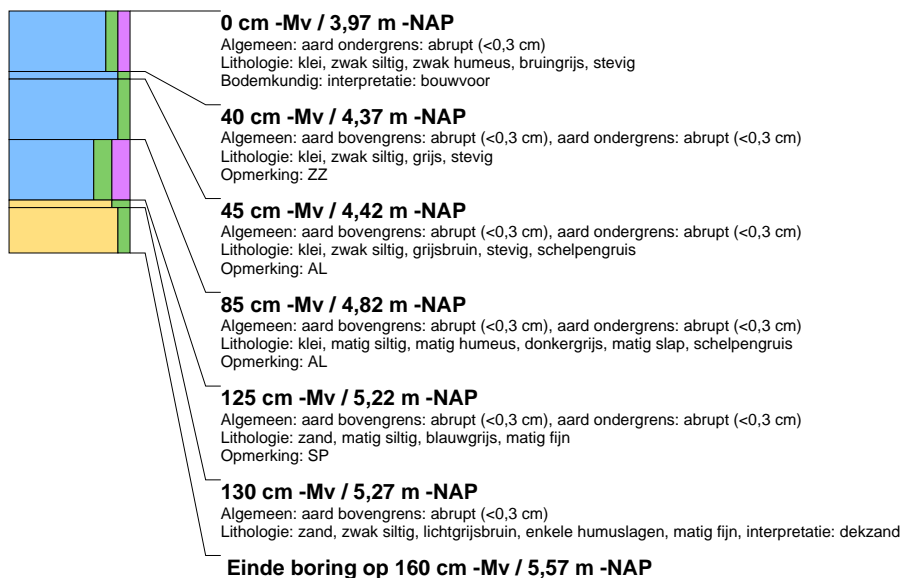 0 cm -Mv / 3,97 m -NAP
Algemeen: aard ondergrens: abrupt (<0,3 cm)
Lithologie: klei, zwak siltig, zwak humeus, bruingrijs, stevig
Bodemkundig: interpretatie: bouwvoor
40 cm -Mv / 4,37 m -NAP
Algemeen: aard bovengrens: abrupt (<0,3 cm), aard ondergrens: abrupt (<0,3 cm)
Lithologie: klei, zwak siltig, grijs, stevig
Opmerking: ZZ
45 cm -Mv / 4,42 m -NAP
Algemeen: aard bovengrens: abrupt (<0,3 cm), aard ondergrens: abrupt (<0,3 cm)
Lithologie: klei, zwak siltig, grijsbruin, stevig, schelpengruis
Opmerking: AL
85 cm -Mv / 4,82 m -NAP
Algemeen: aard bovengrens: abrupt (<0,3 cm), aard ondergrens: abrupt (<0,3 cm)
Lithologie: klei, matig siltig, matig humeus, donkergrijs, matig slap, schelpengruis
Opmerking: AL
125 cm -Mv / 5,22 m -NAP
Algemeen: aard bovengrens: abrupt (<0,3 cm), aard ondergrens: abrupt (<0,3 cm)
Lithologie: zand, matig siltig, blauwgrijs, matig fijn
Opmerking: SP
130 cm -Mv / 5,27 m -NAP
Algemeen: aard bovengrens: abrupt (<0,3 cm)
Lithologie: zand, zwak siltig, lichtgrijsbruin, enkele humuslagen, matig fijn, interpretatie: dekzand
Einde boring op 160 cm -Mv / 5,57 m -NAP